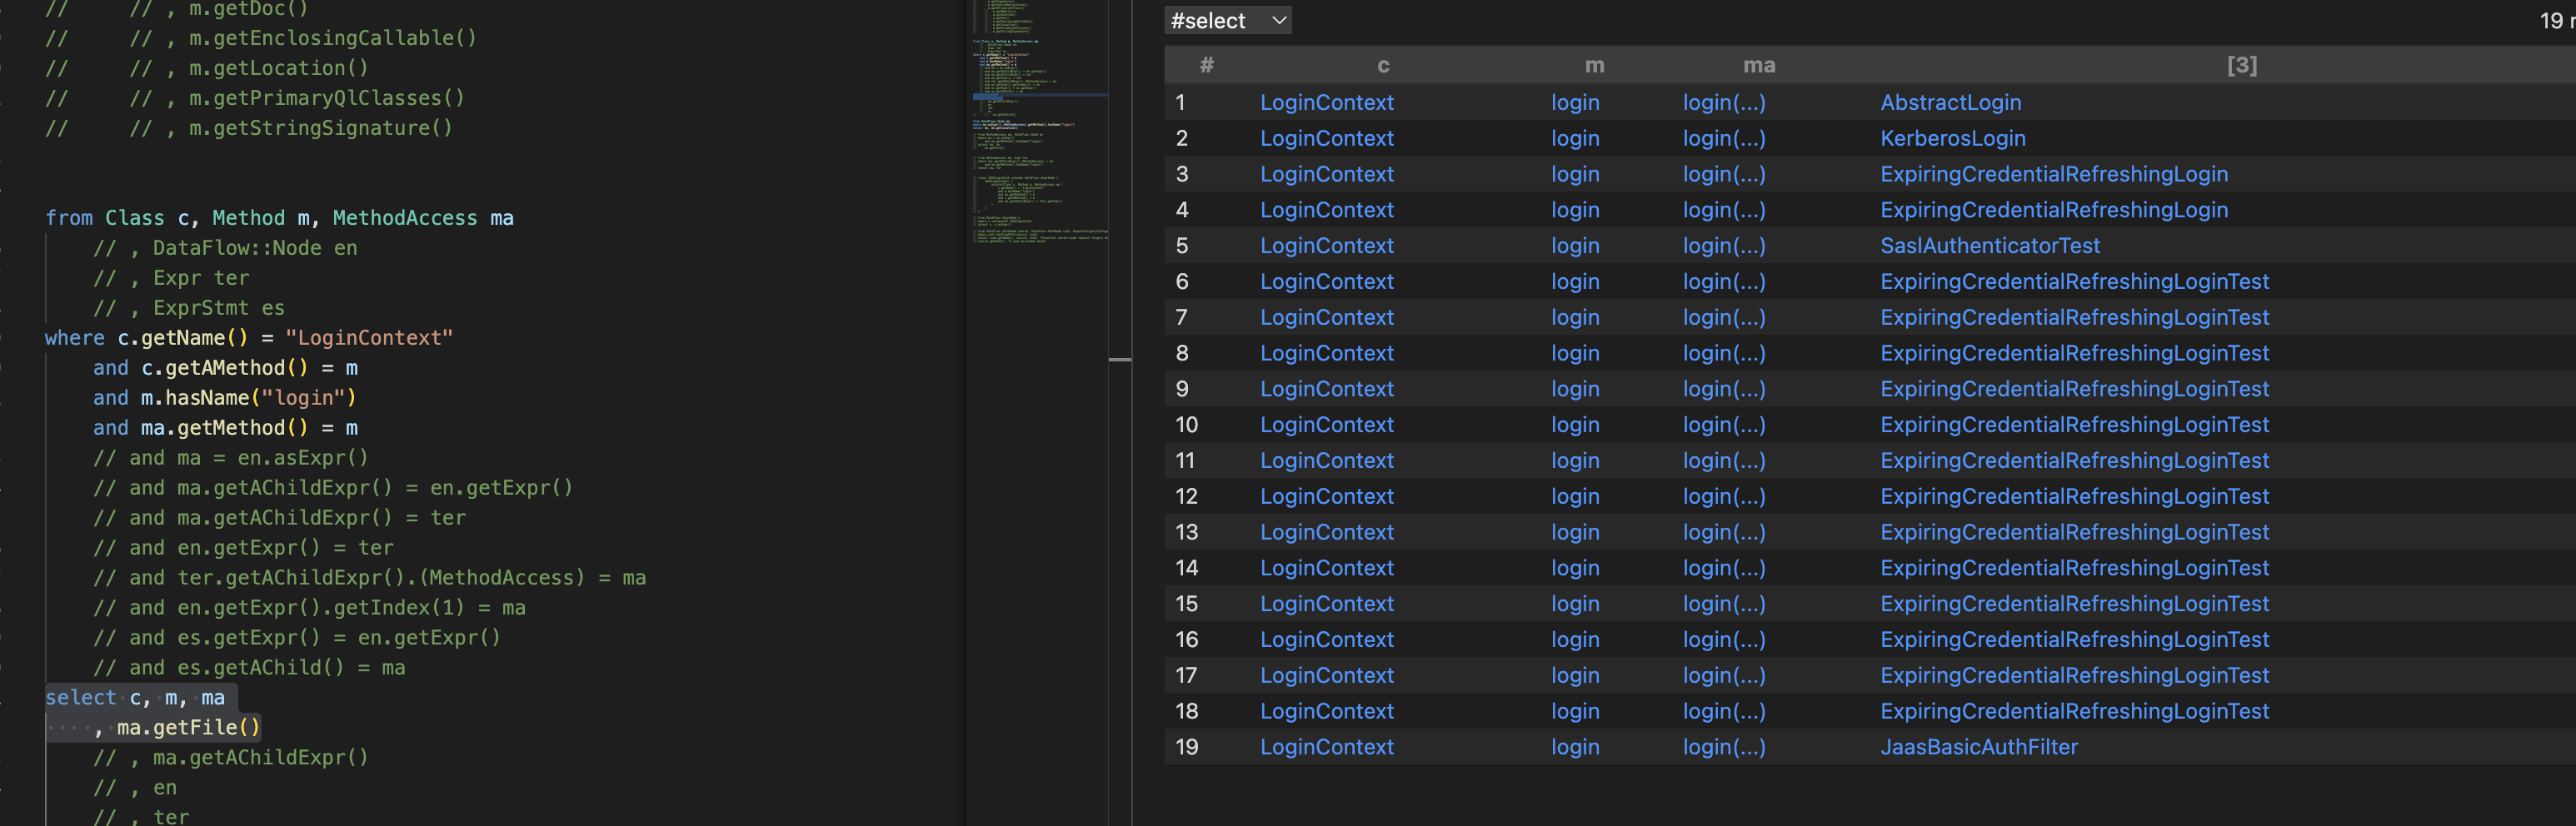 //      // , m.getDoc()
//      // , m.getEnclosingCallable()
//      // , m.getLocation()
//      // , m.getPrimaryQlClasses()
//      // , m.getStringSignature()
from Class c, Method m, MethodAccess ma
    // , DataFlow::Node en
    // , Expr ter
    // , ExprStmt es
where c.getName() = "LoginContext"
    and c.getAMethod() = m
    and m.hasName("login")
    and ma.getMethod() = m
    // and ma = en.asExpr()
    // and ma.getAChildExpr() = en.getExpr()
    // and ma.getAChildExpr() = ter
    // and en.getExpr() = ter
    // and ter.getAChildExpr().(MethodAccess) = ma
    // and en.getExpr().getIndex(1) = ma
    // and es.getExpr() = en.getExpr()
    // and es.getAChild() = ma
select c, m, ma
    , ma.getFile()
    // , ma.getAChildExpr()
    // , en
    // , ter
#select
19
# c m ma [3]
1 LoginContext login login(...) AbstractLogin
2 LoginContext login login(...) KerberosLogin
3 LoginContext login login(...) ExpiringCredentialRefreshingLogin
4 LoginContext login login(...) ExpiringCredentialRefreshingLogin
5 LoginContext login login(...) SaslAuthenticatorTest
6 LoginContext login login(...) ExpiringCredentialRefreshingLoginTest
7 LoginContext login login(...) ExpiringCredentialRefreshingLoginTest
8 LoginContext login login(...) ExpiringCredentialRefreshingLoginTest
9 LoginContext login login(...) ExpiringCredentialRefreshingLoginTest
10 LoginContext login login(...) ExpiringCredentialRefreshingLoginTest
11 LoginContext login login(...) ExpiringCredentialRefreshingLoginTest
12 LoginContext login login(...) ExpiringCredentialRefreshingLoginTest
13 LoginContext login login(...) ExpiringCredentialRefreshingLoginTest
14 LoginContext login login(...) ExpiringCredentialRefreshingLoginTest
15 LoginContext login login(...) ExpiringCredentialRefreshingLoginTest
16 LoginContext login login(...) ExpiringCredentialRefreshingLoginTest
17 LoginContext login login(...) ExpiringCredentialRefreshingLoginTest
18 LoginContext login login(...) ExpiringCredentialRefreshingLoginTest
19 LoginContext login login(...) JaasBasicAuthFilter